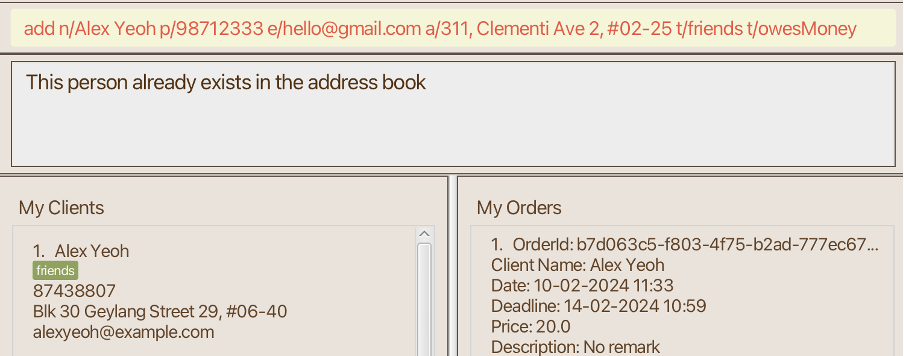 add n/Alex Yeoh p/98712333 e/hello@gmail.com a/311, Clementi Ave 2, #02-25 t/friends t/owesMoney
This person already exists in the address book
My Clients
1. Alex Yeoh
friends
87438807
Blk 30 Geylang Street 29, #06-40
alexyeoh@example.com
My Orders
1. OrderId: b7d063c5-f803-4f75-b2ad-777ec67...
Client Name: Alex Yeoh
Date: 10-02-2024 11:33
Deadline: 14-02-2024 10:59
Price: 20.0
Description: No remark